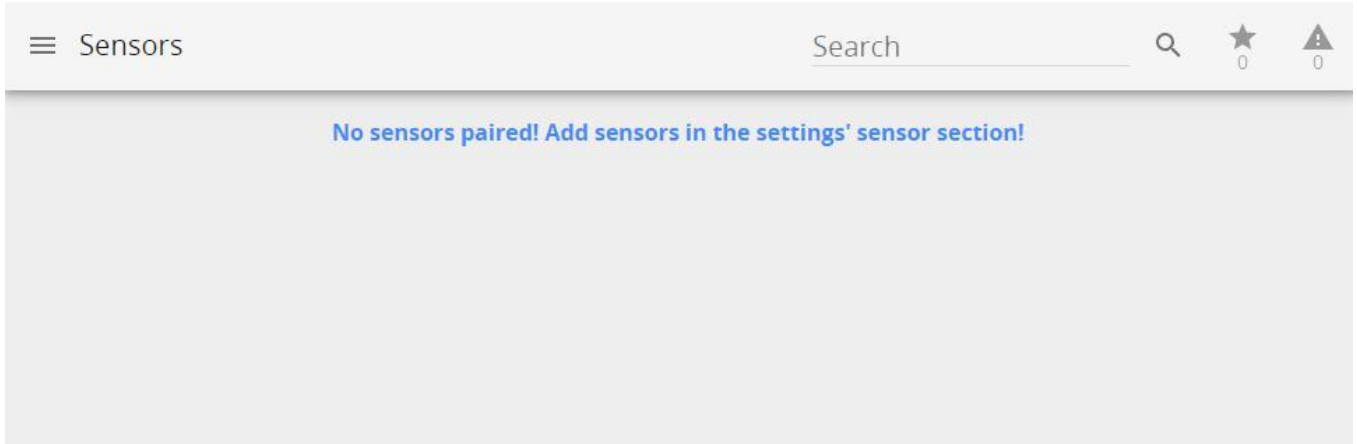 Sensors
Search
0
0
No sensors paired! Add sensors in the settings' sensor section!